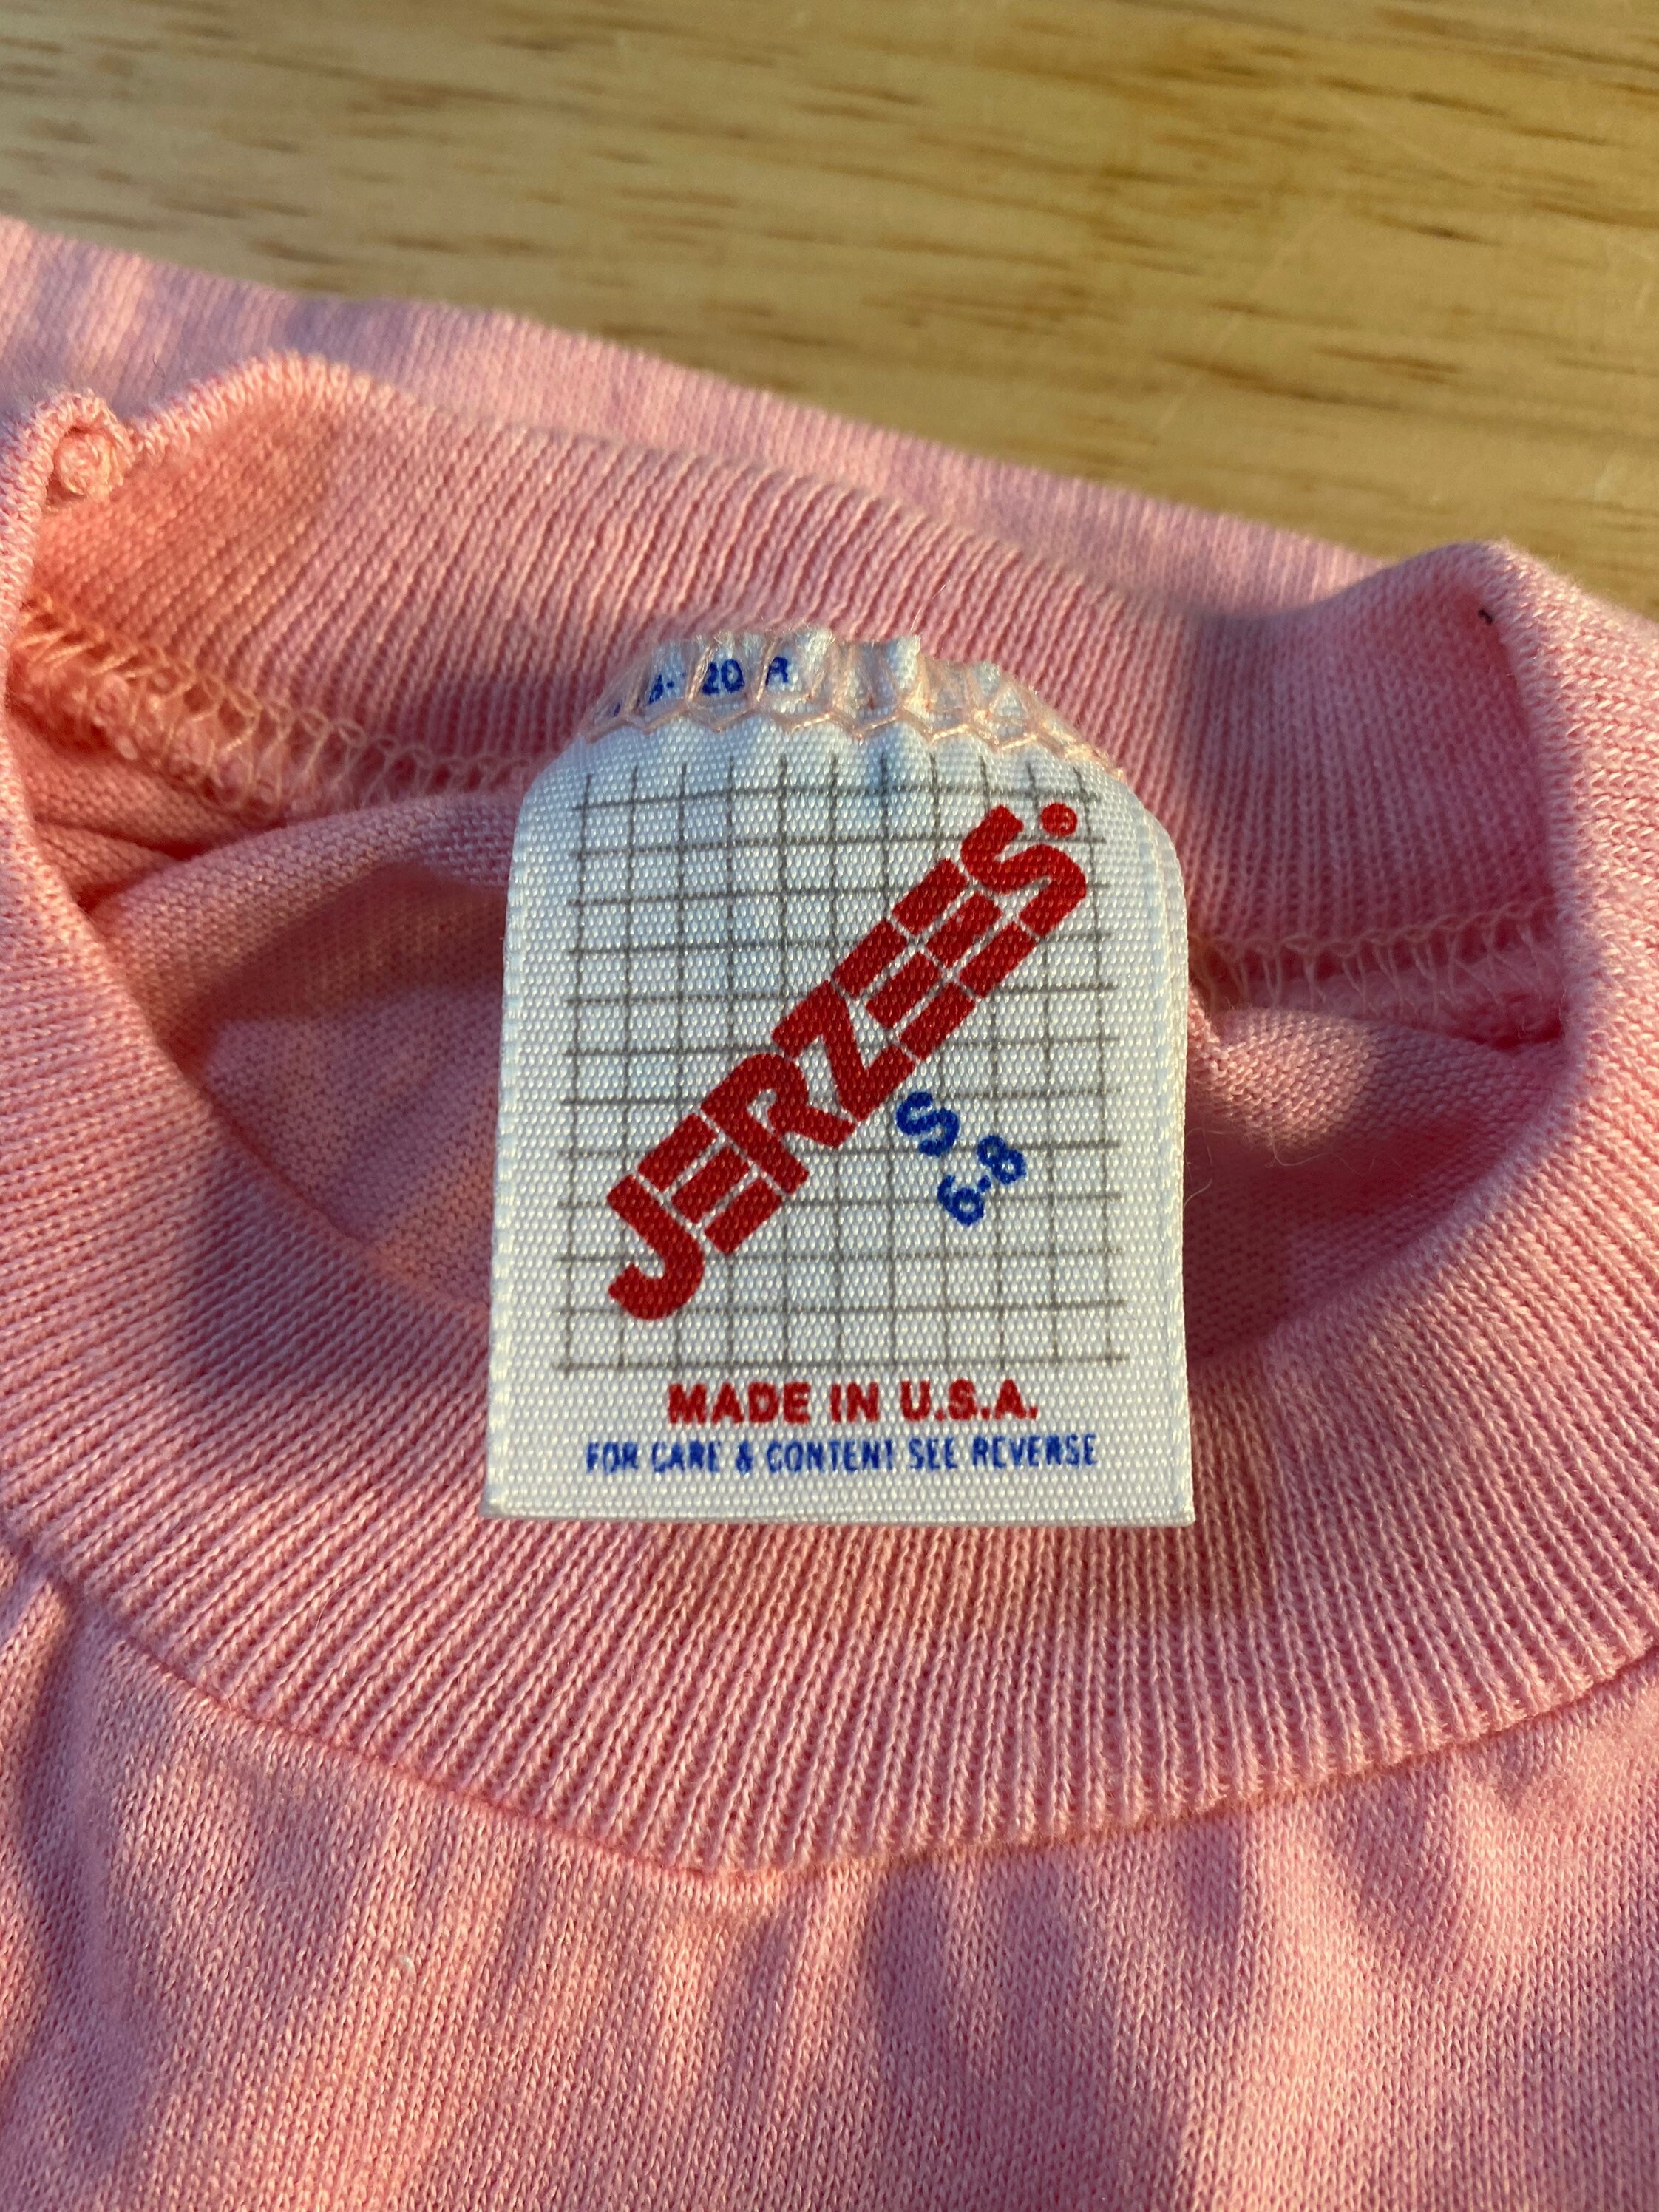 JERZEES
S
6-8
MADE IN U.S.A.
FOR CARE & CONTENT SEE REVERSE